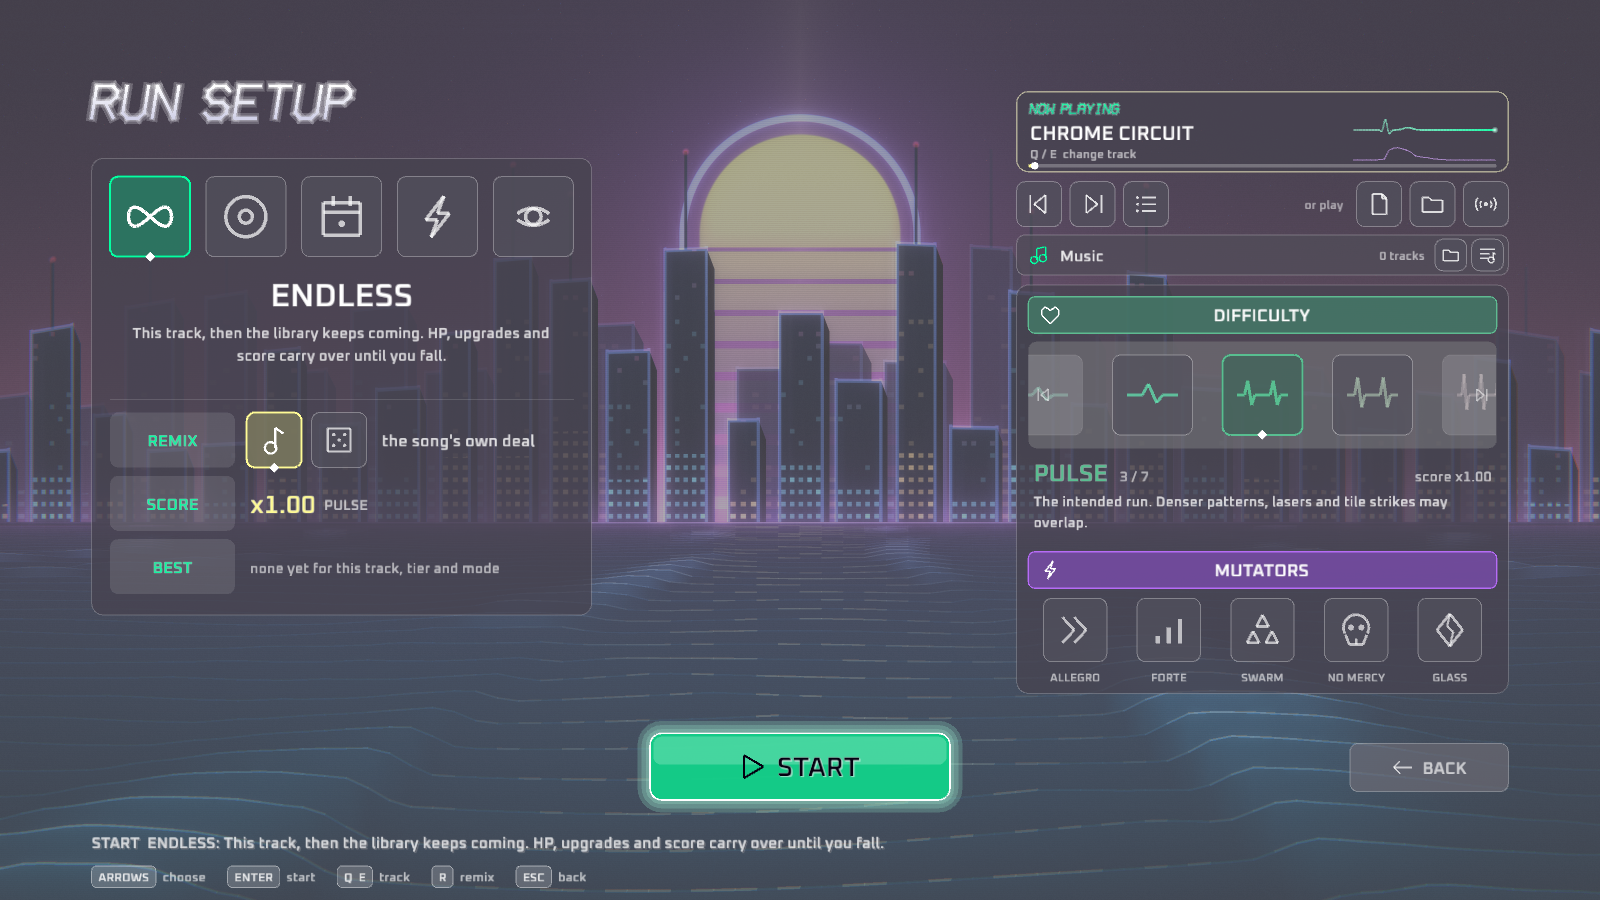 RUN SETUP
ENDLESS
This track, then the library keeps coming. HP, upgrades and
score carry over until you fall.
REMIX
the song's own deal
SCORE
x1.00 PULSE
BEST
none yet for this track, tier and mode
NOW PLAYING
CHROME CIRCUIT
Q / E change track
or play
Music
0 tracks
DIFFICULTY
PULSE 3 / 7
score x1.00
The intended run. Denser patterns, lasers and tile strikes may
overlap.
MUTATORS
ALLEGRO
FORTE
SWARM
NO MERCY
GLASS
START
BACK
START ENDLESS: This track, then the library keeps coming. HP, upgrades and score carry over until you fall.
ARROWS choose ENTER start Q E track R remix ESC back